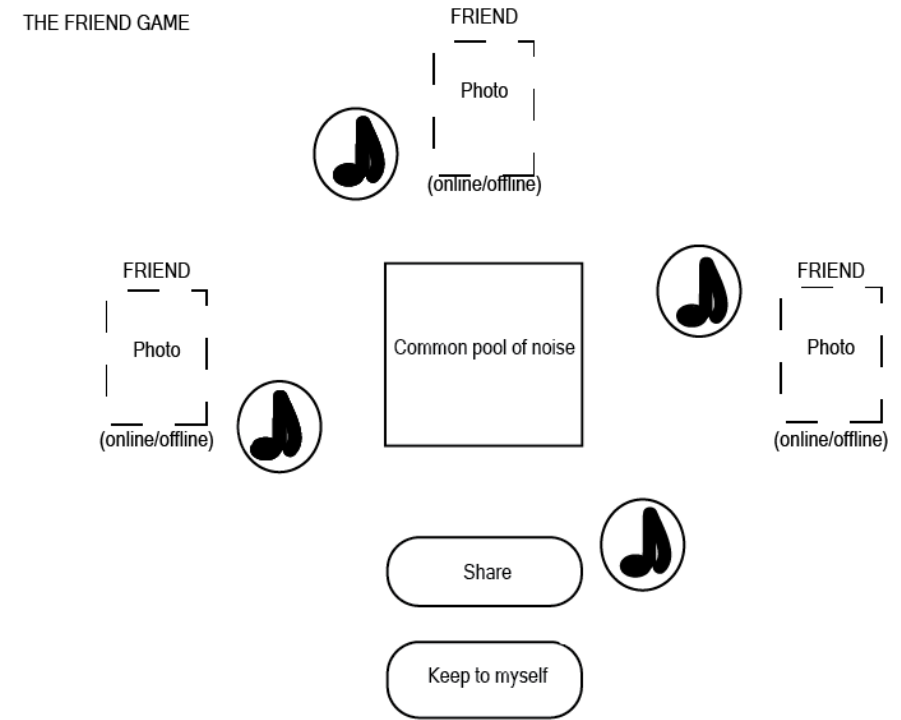 THE FRIEND GAME
FRIEND
Photo
(online/offline)
FRIEND
Photo
(online/offline)
Common pool of noise
FRIEND
Photo
(online/offline)
Share
Keep to myself